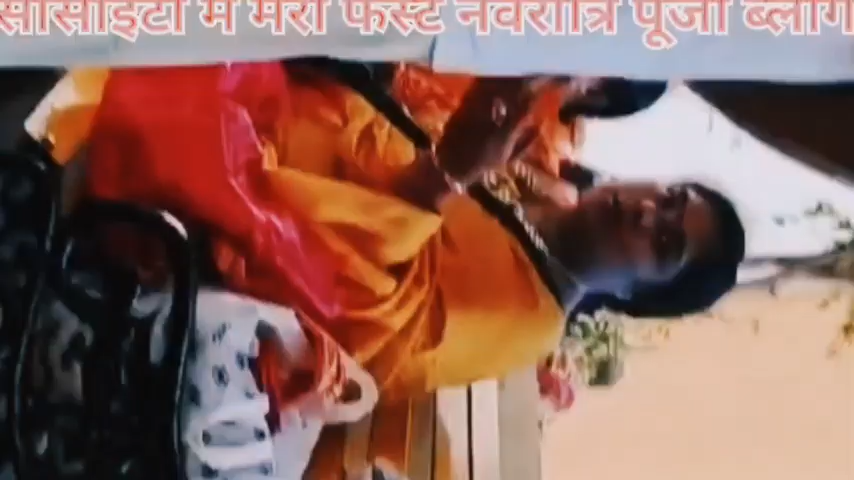 सोसाइटी में मेरी फर्स्ट नवरात्रि पूजा ब्लॉग